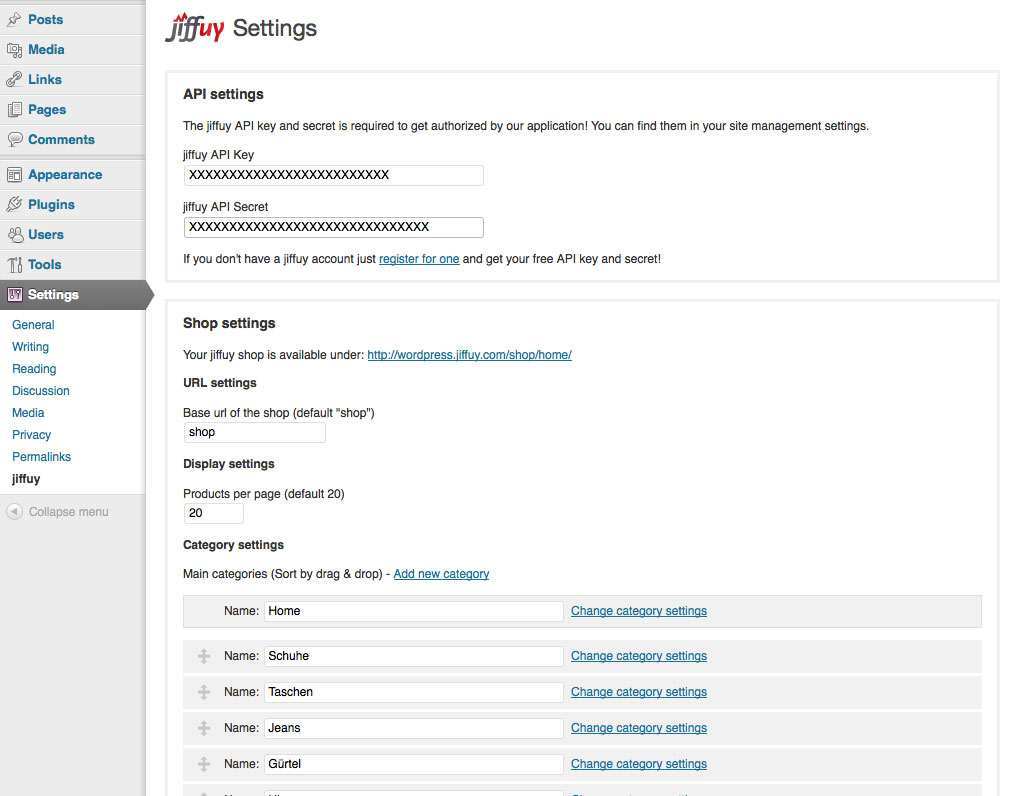 Posts
Media
Links
Pages
Comments
Appearance
Plugins
Users
Tools
Settings
General
Writing
Reading
Discussion
Media
Privacy
Permalinks
jiffuy
Collapse menu
jiffuy Settings
API settings
The jiffuy API key and secret is required to get authorized by our application! You can find them in your site management settings.
jiffuy API Key
XXXXXXXXXXXXXXXXXXXXXXXXX
jiffuy API Secret
XXXXXXXXXXXXXXXXXXXXXXXXXXXXXX
If you don't have a jiffuy account just register for one and get your free API key and secret!
Shop settings
Your jiffuy shop is available under: http://wordpress.jiffuy.com/shop/home/
URL settings
Base url of the shop (default "shop")
shop
Display settings
Products per page (default 20)
20
Category settings
Main categories (Sort by drag & drop) - Add new category
Name: Home Change category settings
Name: Schuhe Change category settings
Name: Taschen Change category settings
Name: Jeans Change category settings
Name: Gürtel Change category settings